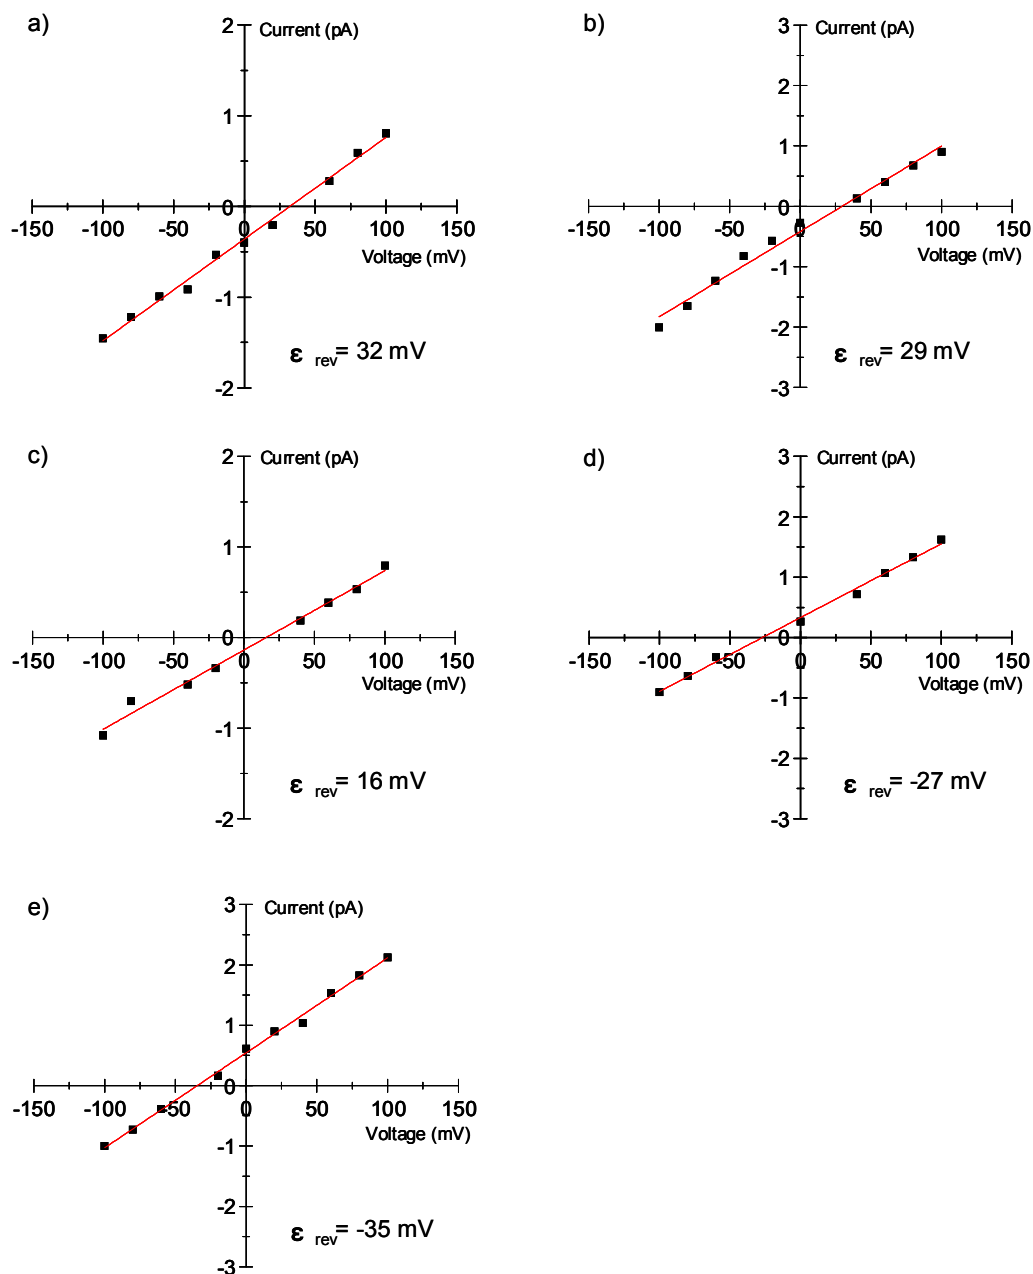 a)
Current (pA)
2
1
0
-150 -100 -50 0 50 100 150
Voltage (mV)
-1
-2
ε rev= 32 mV
b)
Current (pA)
3
2
1
0
-150 -100 -50 0 50 100 150
Voltage (mV)
-1
-2
-3
ε rev= 29 mV
c)
Current (pA)
2
1
0
-150 -100 -50 0 50 100 150
Voltage (mV)
-1
-2
ε rev= 16 mV
d)
Current (pA)
3
2
1
0
-150 -100 -50 0 50 100 150
Voltage (mV)
-1
-2
-3
ε rev= -27 mV
e)
Current (pA)
3
2
1
0
-150 -100 -50 0 50 100 150
Voltage (mV)
-1
-2
-3
ε rev= -35 mV